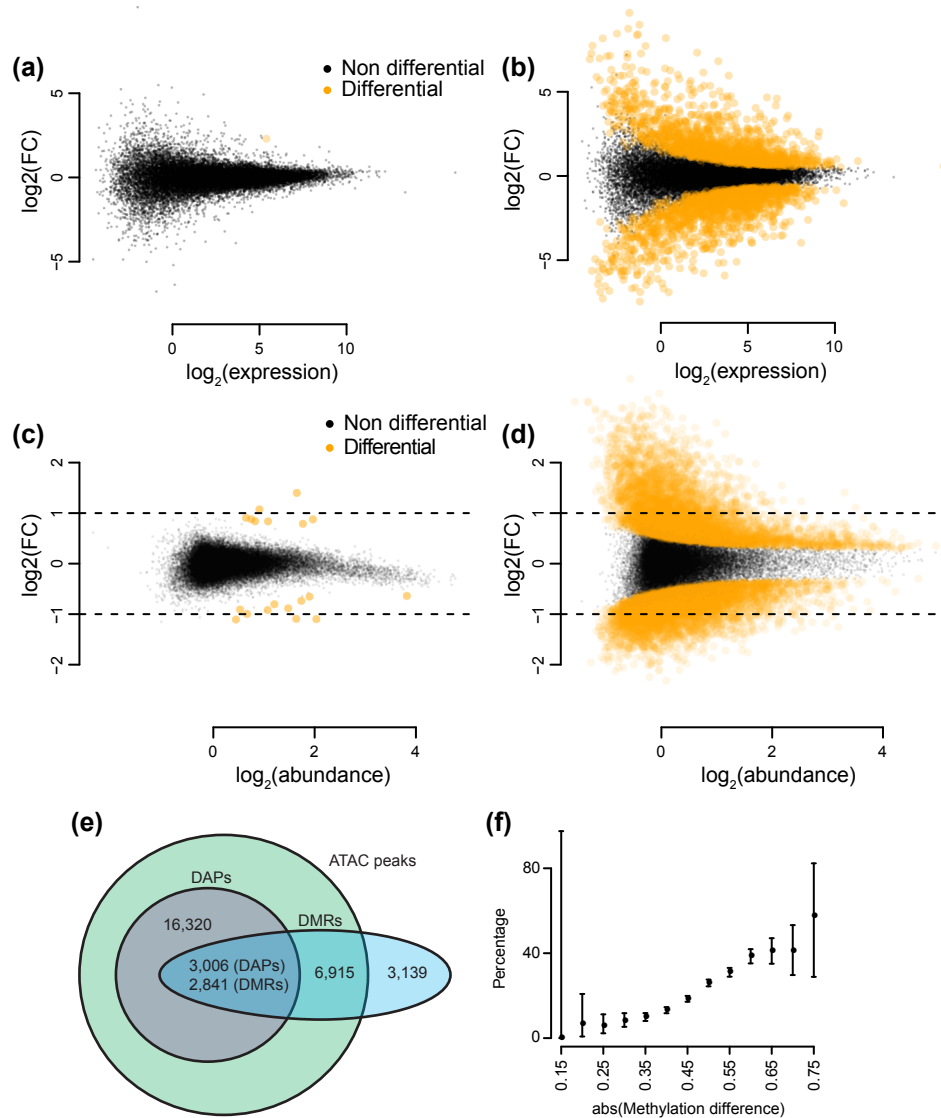 (a)
Non differential
Differential
log2(FC)
5
0
−5
0
5
10
log2(expression)
(b)
log2(FC)
5
0
−5
0
5
10
log2(expression)
(c)
Non differential
Differential
log2(FC)
2
1
0
−1
−2
0
2
4
log2(abundance)
(d)
log2(FC)
2
1
0
−1
−2
0
2
4
log2(abundance)
(e)
ATAC peaks
DAPs
DMRs
16,320
3,006 (DAPs)
2,841 (DMRs)
6,915
3,139
(f)
Percentage
80
40
0
0.15
0.25
0.35
0.45
0.55
0.65
0.75
abs(Methylation difference)